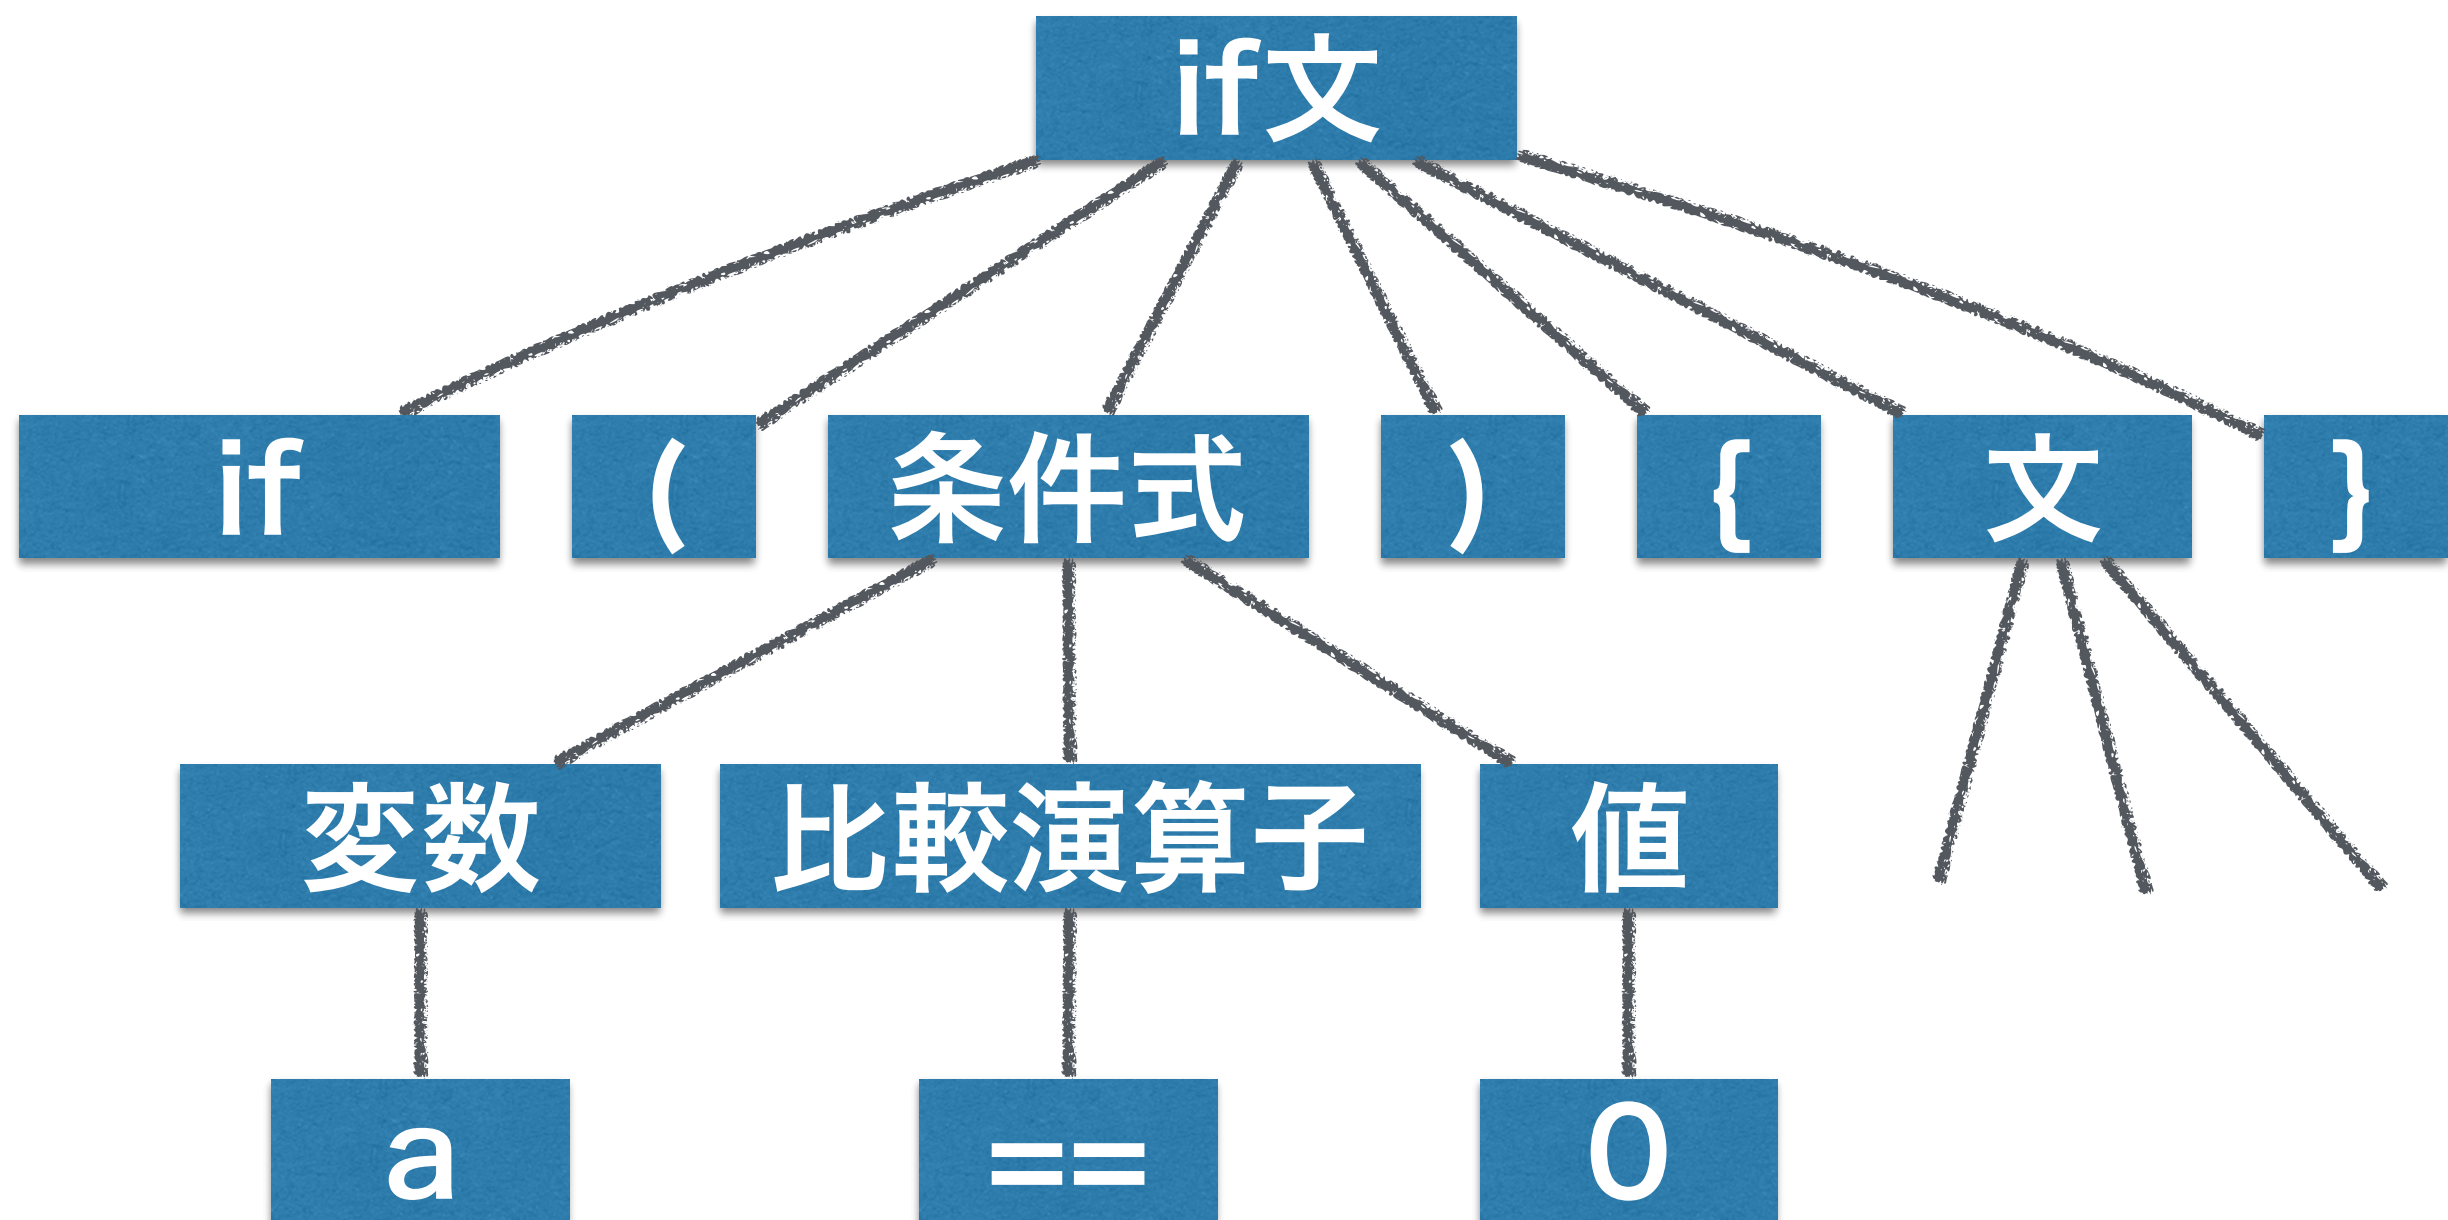 if文
if
(
条件式
)
{
文
}
変数
比較演算子
値
a
==
0